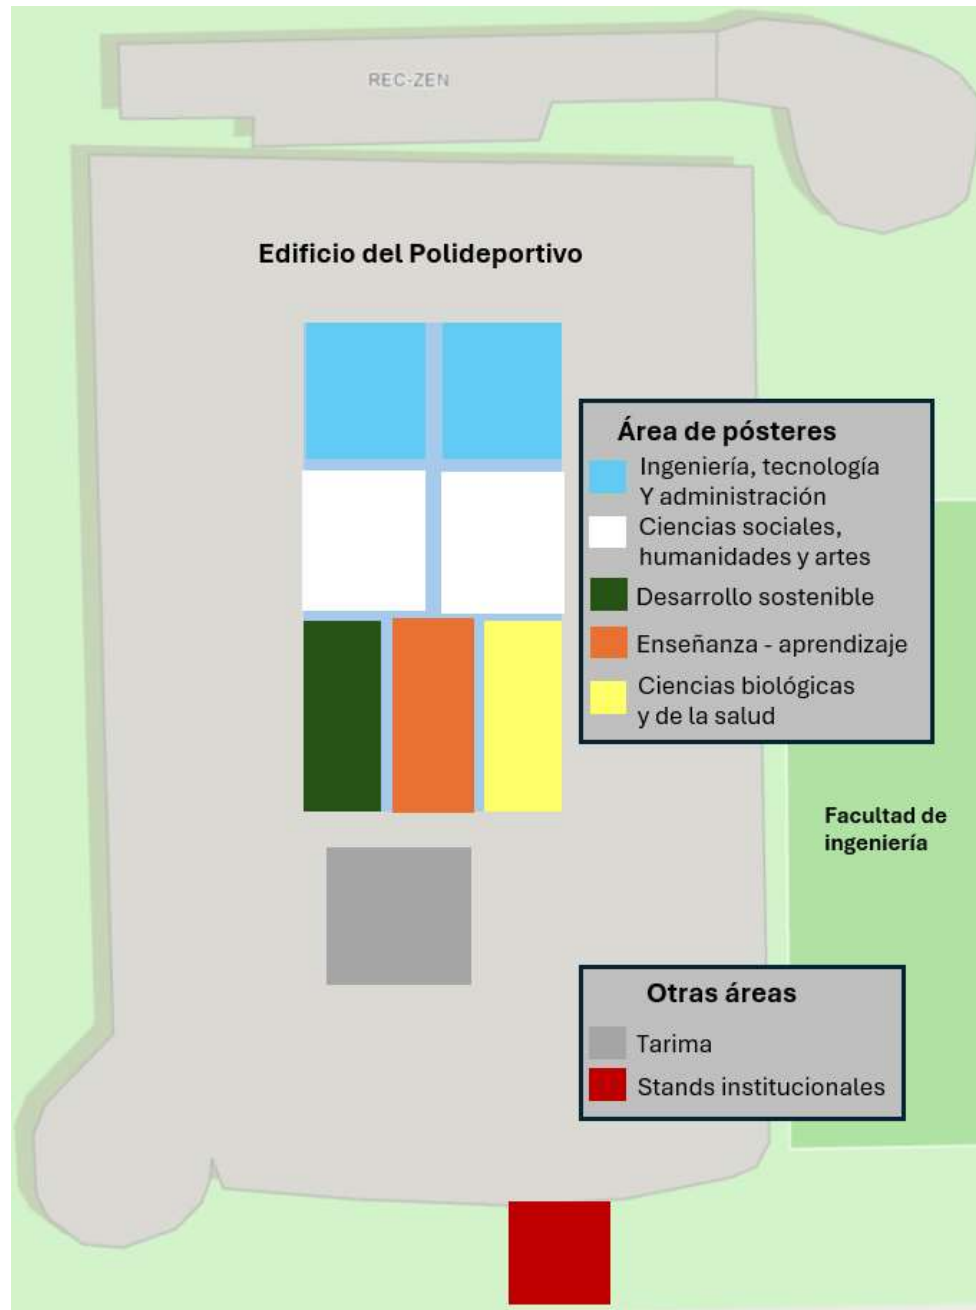 REC-ZEN
Edificio del Polideportivo
Área de pósteres
Ingeniería, tecnología
Y administración
Ciencias sociales,
humanidades y artes
Desarrollo sostenible
Enseñanza - aprendizaje
Ciencias biológicas
y de la salud
Facultad de
ingeniería
Otras áreas
Tarima
Stands institucionales